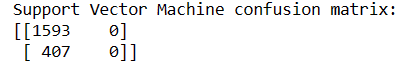 Support Vector Machine confusion matrix:
[[1593    0]
 [ 407    0]]